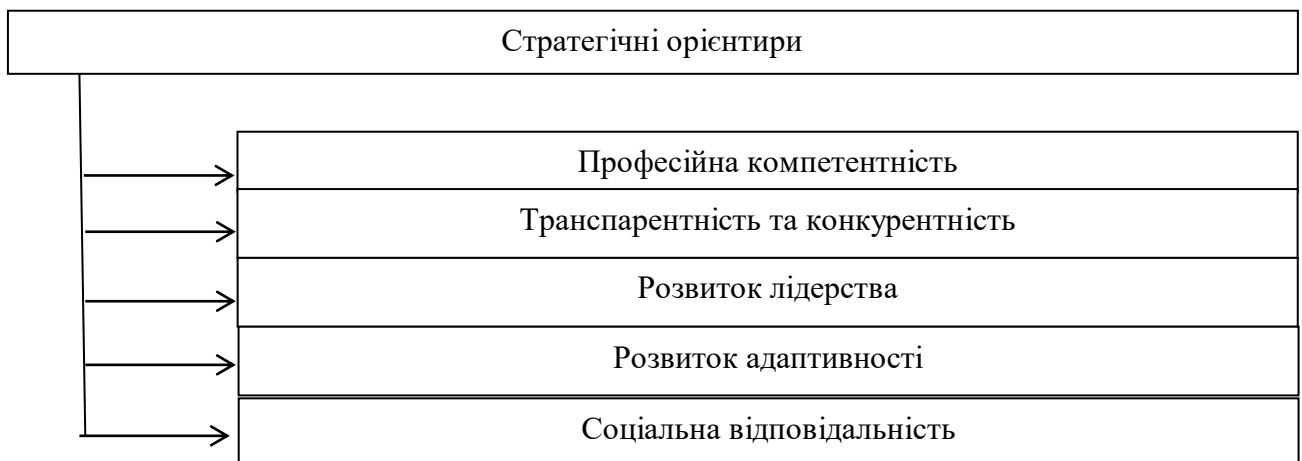 Стратегічні орієнтири
Професійна компетентність
Транспарентність та конкурентність
Розвиток лідерства
Розвиток адаптивності
Соціальна відповідальність